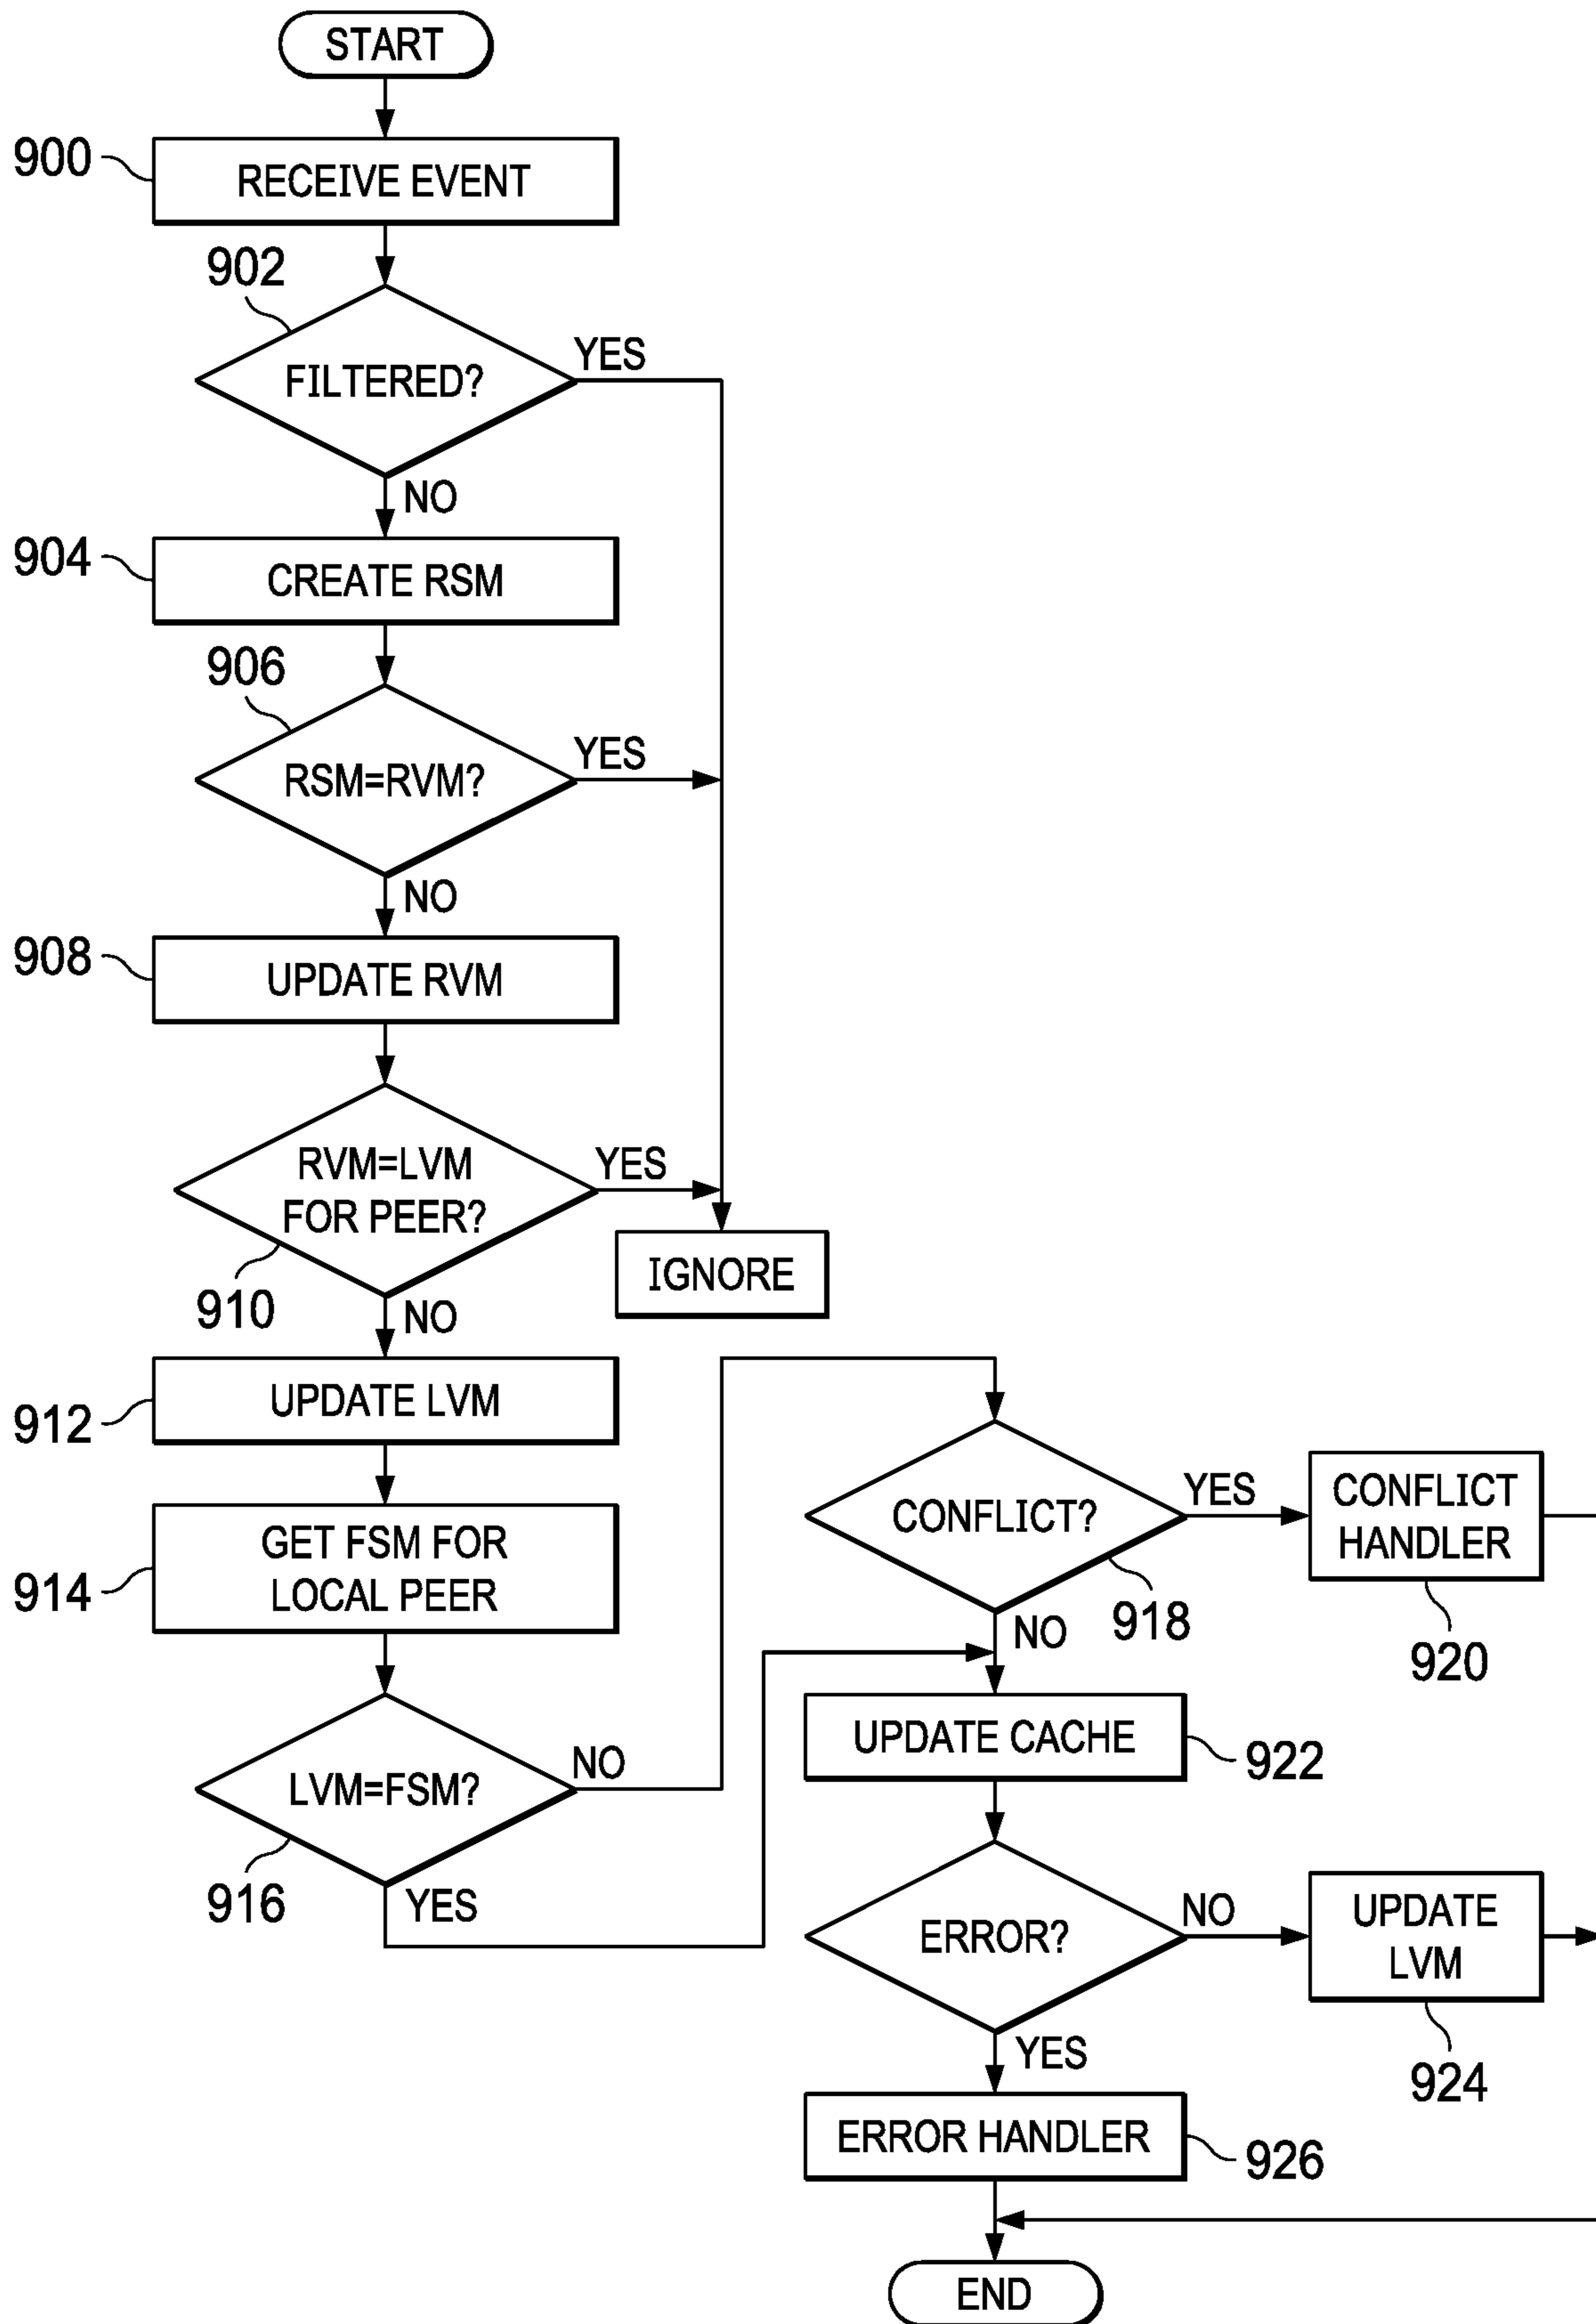 START
900
RECEIVE EVENT
902
FILTERED?
YES
NO
904
CREATE RSM
906
RSM=RVM?
YES
NO
908
UPDATE RVM
RVM=LVM
FOR PEER?
YES
910
NO
IGNORE
912
UPDATE LVM
914
GET FSM FOR
LOCAL PEER
LVM=FSM?
NO
916
YES
CONFLICT?
YES
918
NO
CONFLICT
HANDLER
920
UPDATE CACHE
922
ERROR?
NO
YES
UPDATE
LVM
924
ERROR HANDLER
926
END